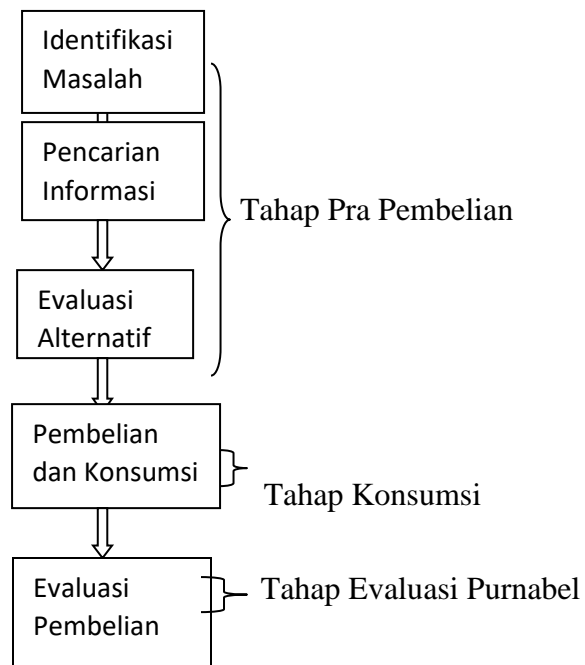 Identifikasi
Masalah
Pencarian
Informasi
Tahap Pra Pembelian
Evaluasi
Alternatif
Pembelian
dan Konsumsi
Tahap Konsumsi
Evaluasi
Pembelian
Tahap Evaluasi Purnabel